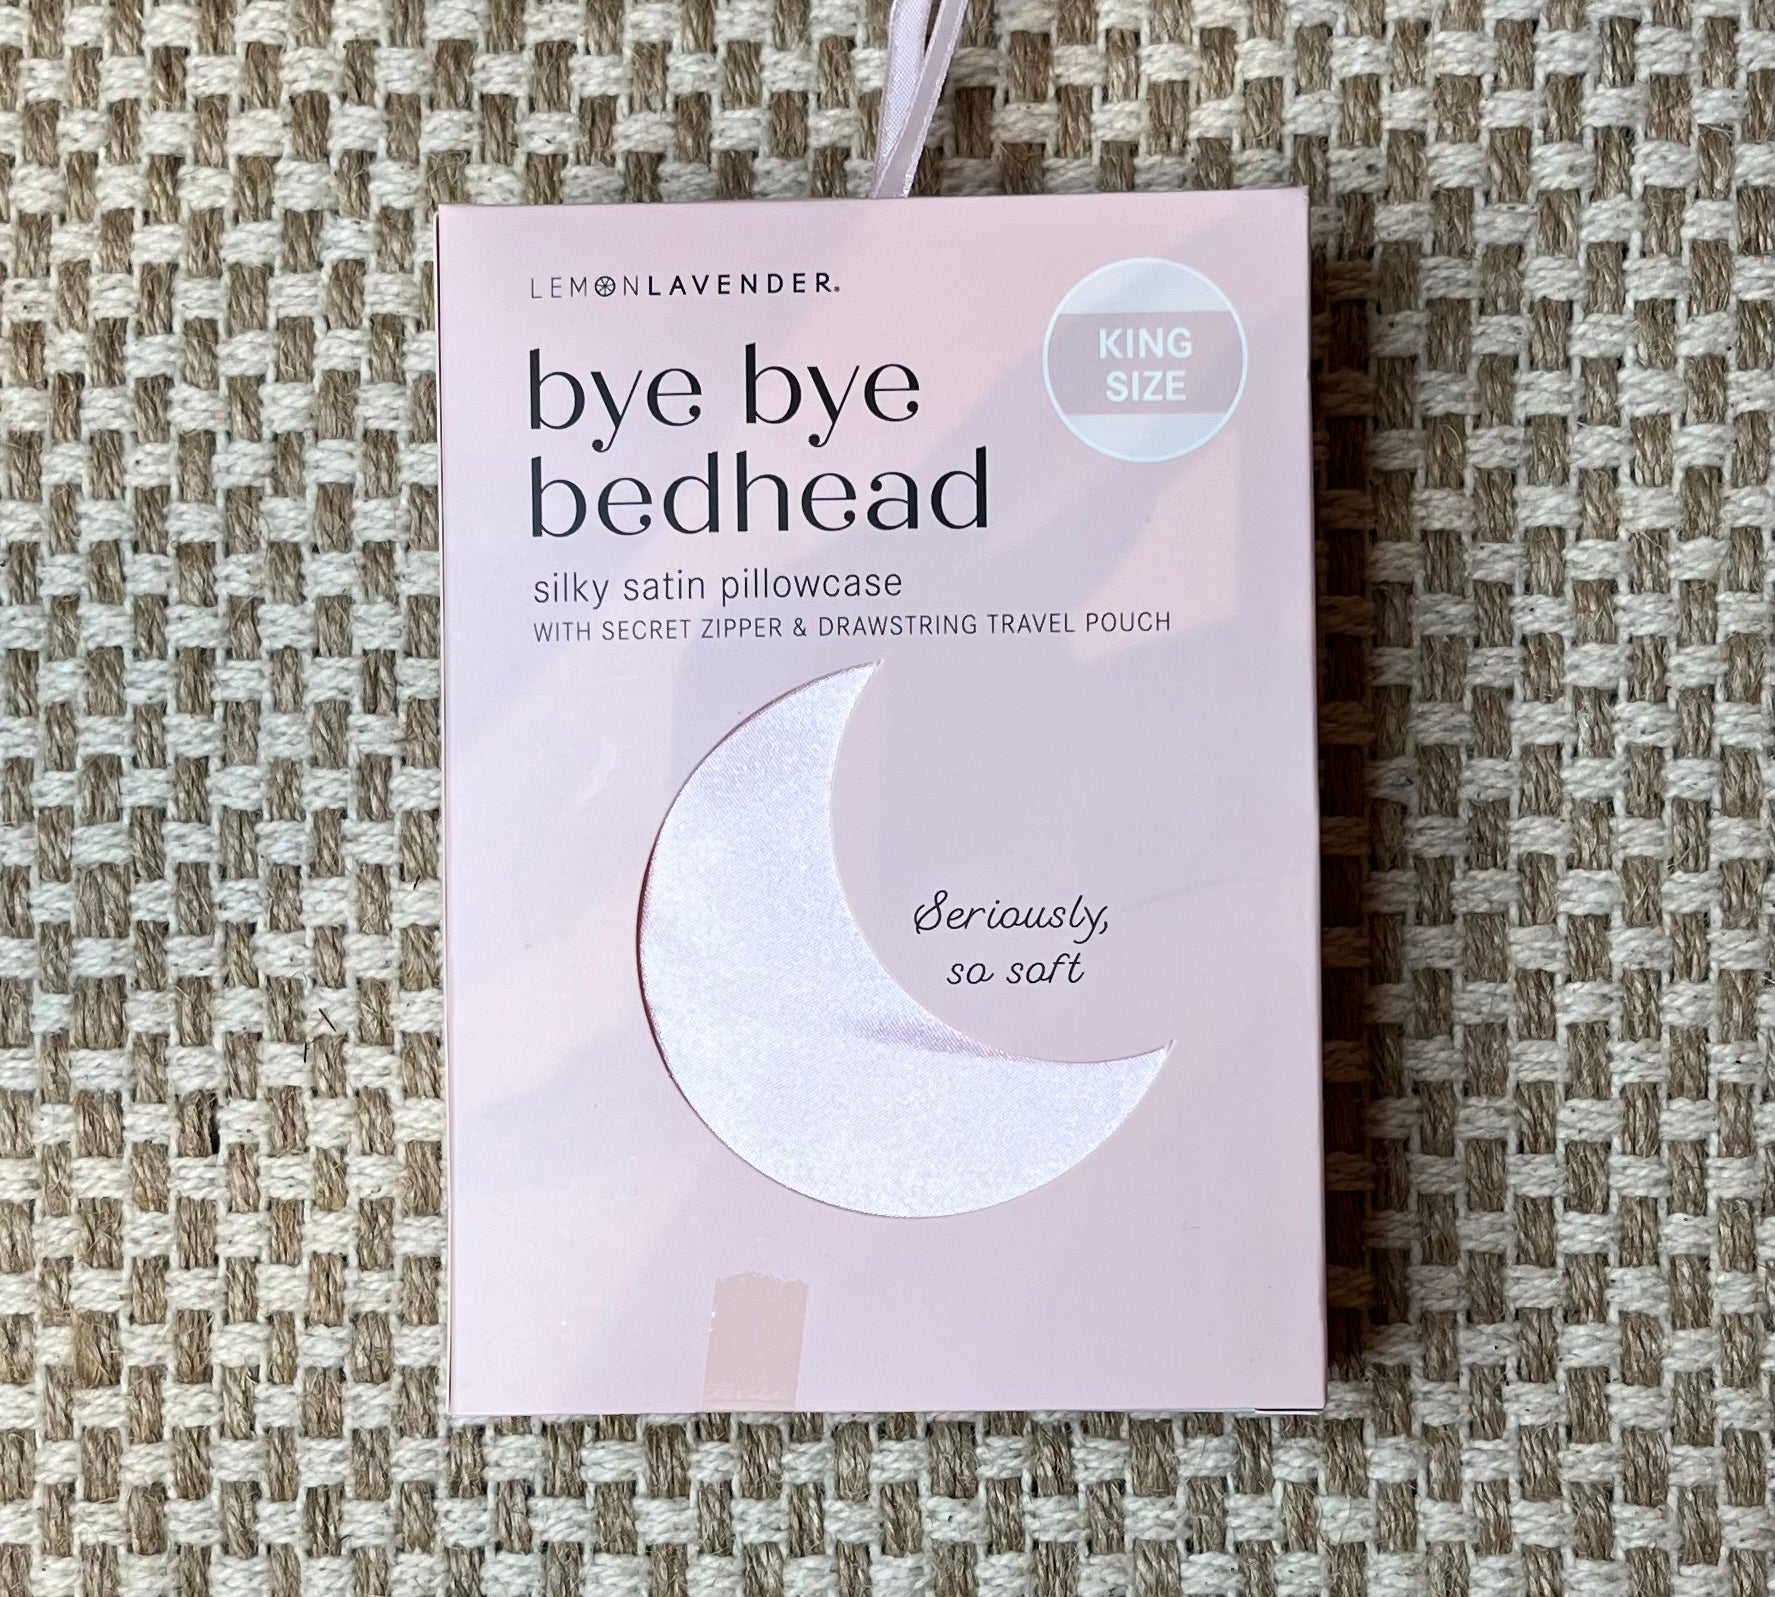 LEMONLAVENDER®
KING
SIZE
bye bye
bedhead
silky satin pillowcase
WITH SECRET ZIPPER & DRAWSTRING TRAVEL POUCH
Seriously,
so soft